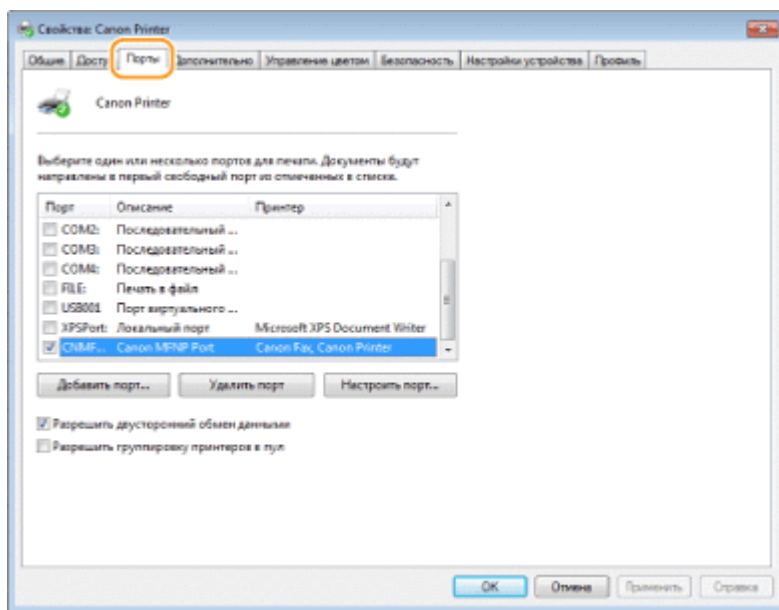 Свойства: Canon Printer
Общие Досту Порты Дополнительно Управление цветом Безопасность Настройки устройства Профиль
Canon Printer
Выберите один или несколько портов для печати. Документы будут
направлены в первый свободный порт из отмеченных в списке.
Порт Описание Принтер
COM2: Последовательный ...
COM3: Последовательный ...
COM4: Последовательный ...
FILE: Печать в файл
USB001 Порт виртуального ...
XPSPort: Локальный порт Microsoft XPS Document Writer
CNMF... Canon MFNP Port Canon Fax, Canon Printer
Добавить порт... Удалить порт Настроить порт...
Разрешить двусторонний обмен данными
Разрешить группировку принтеров в пул
OK Отмена Применить Справка